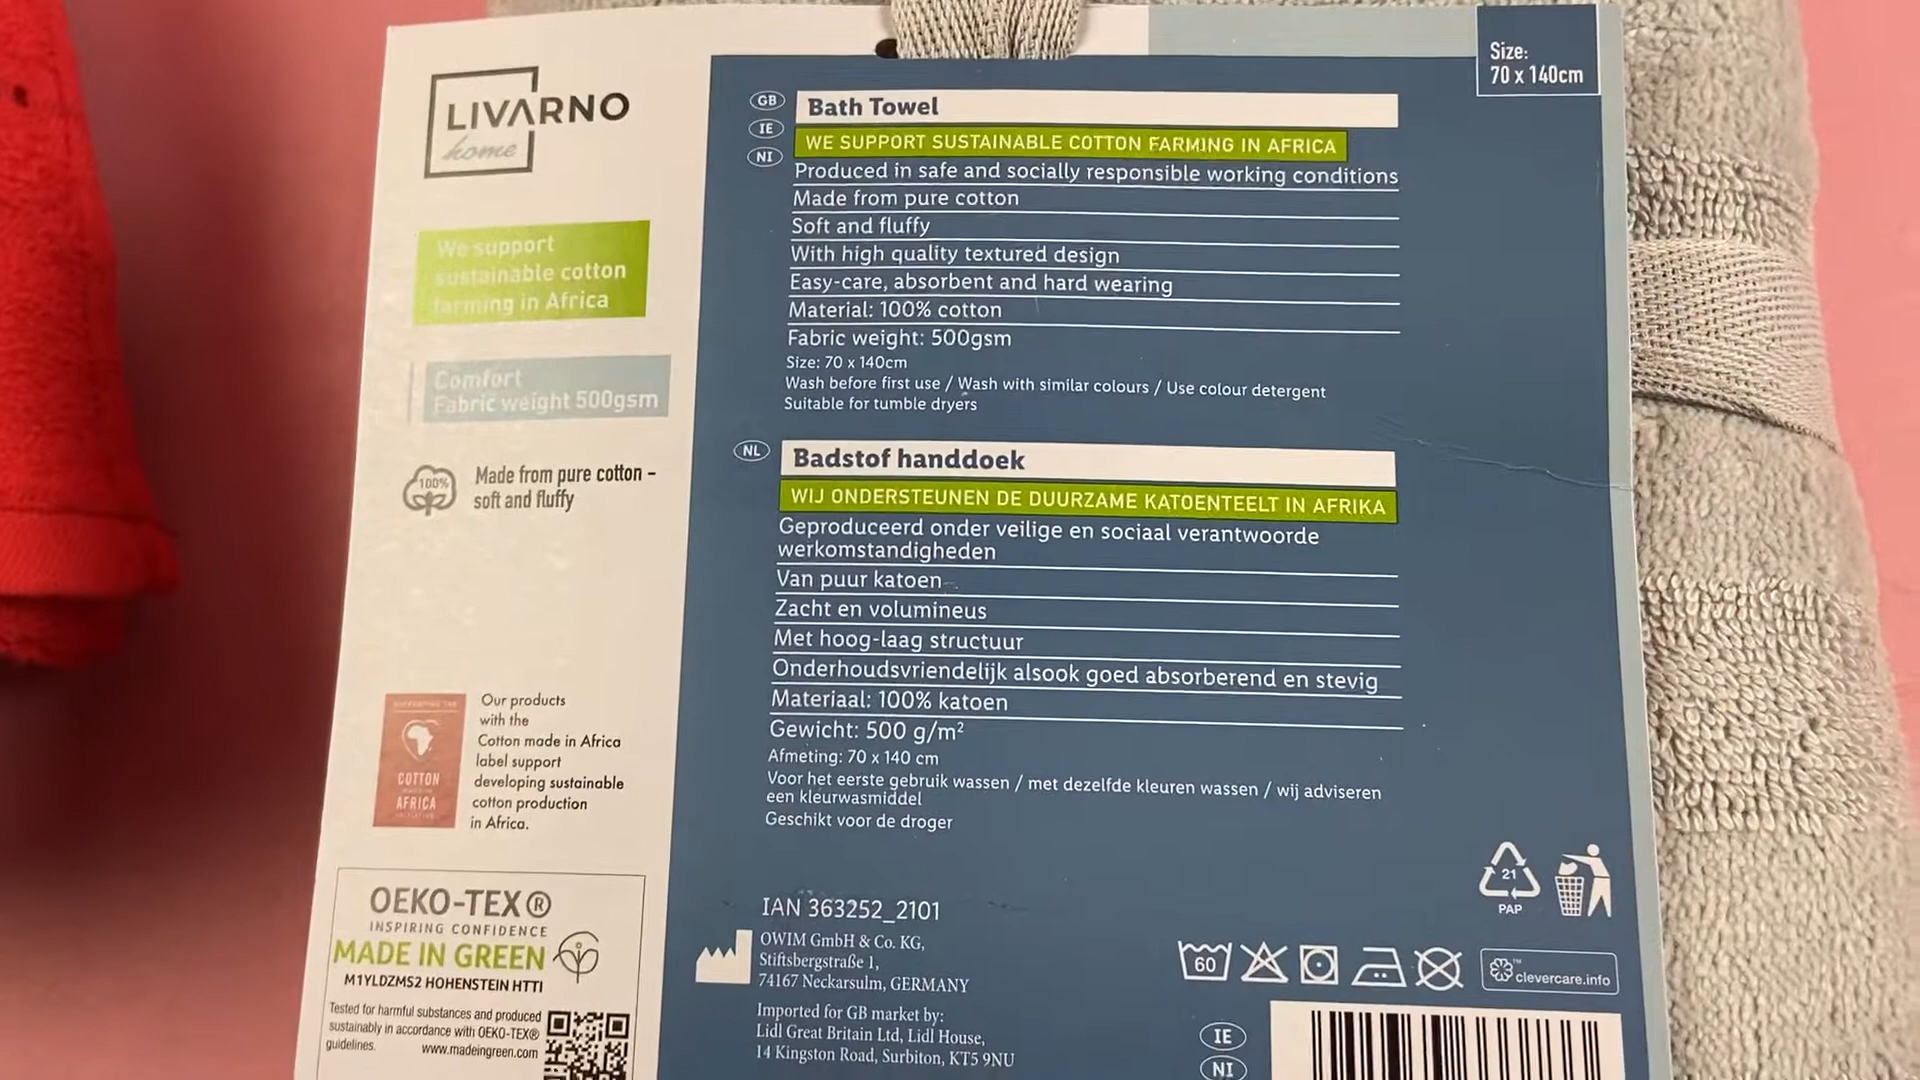 LIVARNO
home
We support
sustainable cotton
farming in Africa
Comfort
Fabric weight 500gsm
100%
Made from pure cotton –
soft and fluffy
Our products
with the
Cotton made in Africa
label support
developing sustainable
cotton production
in Africa.
COTTON
AFRICA
OEKO-TEX®
INSPIRING CONFIDENCE
MADE IN GREEN
M1YLDZMS2 HOHENSTEIN HTTI
Tested for harmful substances and produced
sustainably in accordance with OEKO-TEX®
guidelines.
www.madeingreen.com
Size:
70 x 140cm
GB
IE
NI
Bath Towel
WE SUPPORT SUSTAINABLE COTTON FARMING IN AFRICA
Produced in safe and socially responsible working conditions
Made from pure cotton
Soft and fluffy
With high quality textured design
Easy-care, absorbent and hard wearing
Material: 100% cotton
Fabric weight: 500gsm
Size: 70 x 140cm
Wash before first use / Wash with similar colours / Use colour detergent
Suitable for tumble dryers
NL
Badstof handdoek
WIJ ONDERSTEUNEN DE DUURZAME KATOENTEELT IN AFRIKA
Geproduceerd onder veilige en sociaal verantwoorde
werkomstandigheden
Van puur katoen
Zacht en volumineus
Met hoog-laag structuur
Onderhoudsvriendelijk alsook goed absorberend en stevig
Materiaal: 100% katoen
Gewicht: 500 g/m²
Afmeting: 70 x 140 cm
Voor het eerste gebruik wassen / met dezelfde kleuren wassen / wij adviseren
een kleurwasmiddel
Geschikt voor de droger
IAN 363252_2101
OWIM GmbH & Co. KG,
Stiftsbergstraße 1,
74167 Neckarsulm, GERMANY
Imported for GB market by:
Lidl Great Britain Ltd, Lidl House,
14 Kingston Road, Surbiton, KT5 9NU
21
PAP
60
clevercare.info
IE
NI